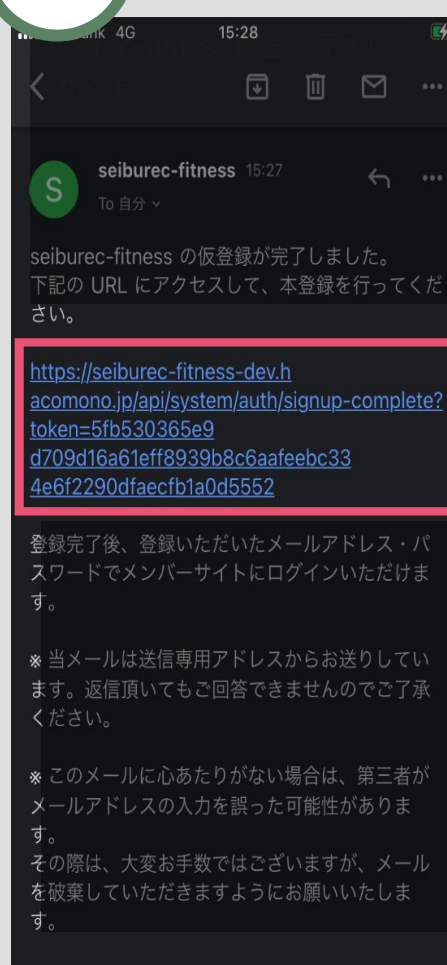 4G 15:28
S seiburec-fitness 15:27
To 自分
seiburec-fitness の仮登録が完了しました。
下記の URL にアクセスして、本登録を行ってくだ
さい。
https://seiburec-fitness-dev.h
acomono.jp/api/system/auth/signup-complete?
token=5fb530365e9
d709d16a61eff8939b8c6aafeebc33
4e6f2290dfaecfb1a0d5552
登録完了後、登録いただいたメールアドレス・パ
スワードでメンバーサイトにログインいただけま
す。
※ 当メールは送信専用アドレスからお送りしてい
ます。返信頂いてもご回答できませんのでご了承
ください。
※ このメールに心あたりがない場合は、第三者が
メールアドレスの入力を誤った可能性がありま
す。
その際は、大変お手数ではございますが、メール
を破棄していただきますようにお願いいたしま
す。